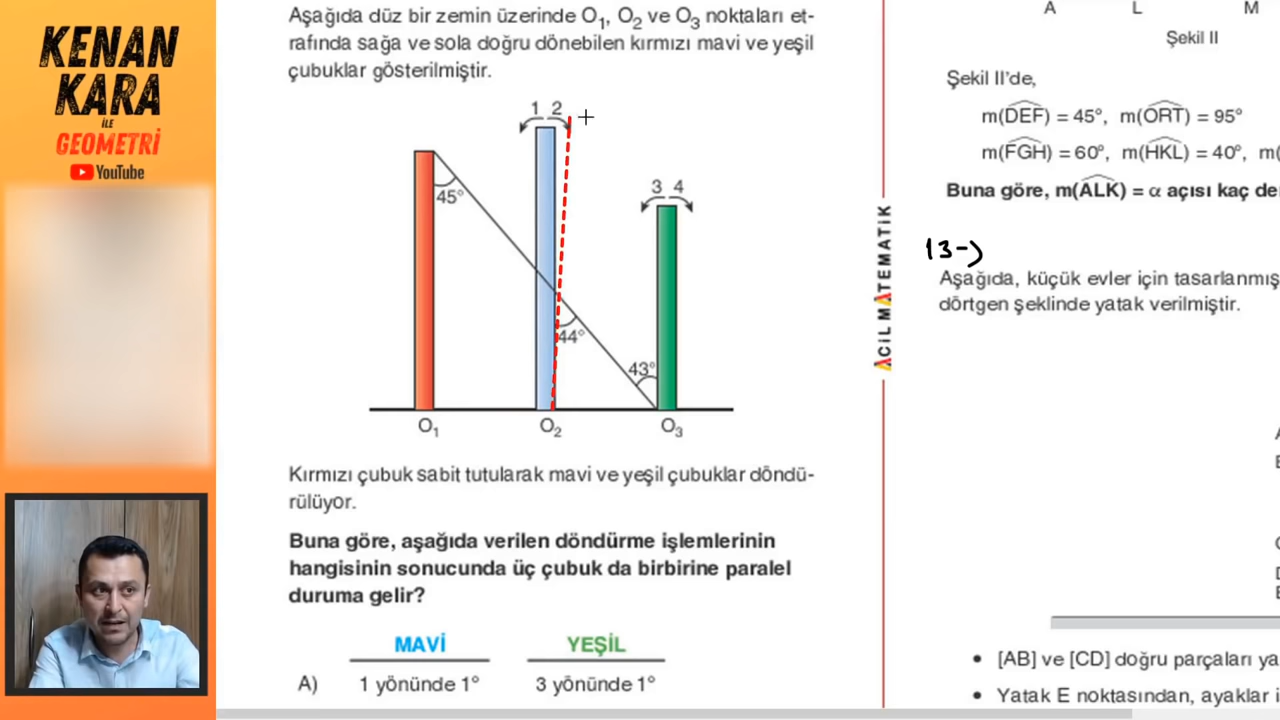 KENAN
KARA
İLE
GEOMETRİ
YouTube
Aşağıda düz bir zemin üzerinde O₁, O₂ ve O₃ noktaları et-
rafında sağa ve sola doğru dönebilen kırmızı mavi ve yeşil
çubuklar gösterilmiştir.
1 2
3 4
45°
44°
43°
O₁ O₂ O₃
Kırmızı çubuk sabit tutularak mavi ve yeşil çubuklar döndü-
rülüyor.
Buna göre, aşağıda verilen döndürme işlemlerinin
hangisinin sonucunda üç çubuk da birbirine paralel
duruma gelir?
MAVİ YEŞİL
A) 1 yönünde 1° 3 yönünde 1°
ACİL MATEMATİK
A L M
Şekil II
Şekil II'de,
m(DEF) = 45°, m(ORT) = 95°
m(FGH) = 60°, m(HKL) = 40°, m(
Buna göre, m(ALK) = α açısı kaç de
13-)
Aşağıda, küçük evler için tasarlanmış
dörtgen şeklinde yatak verilmiştir.
• [AB] ve [CD] doğru parçaları ya
• Yatak E noktasından, ayaklar i